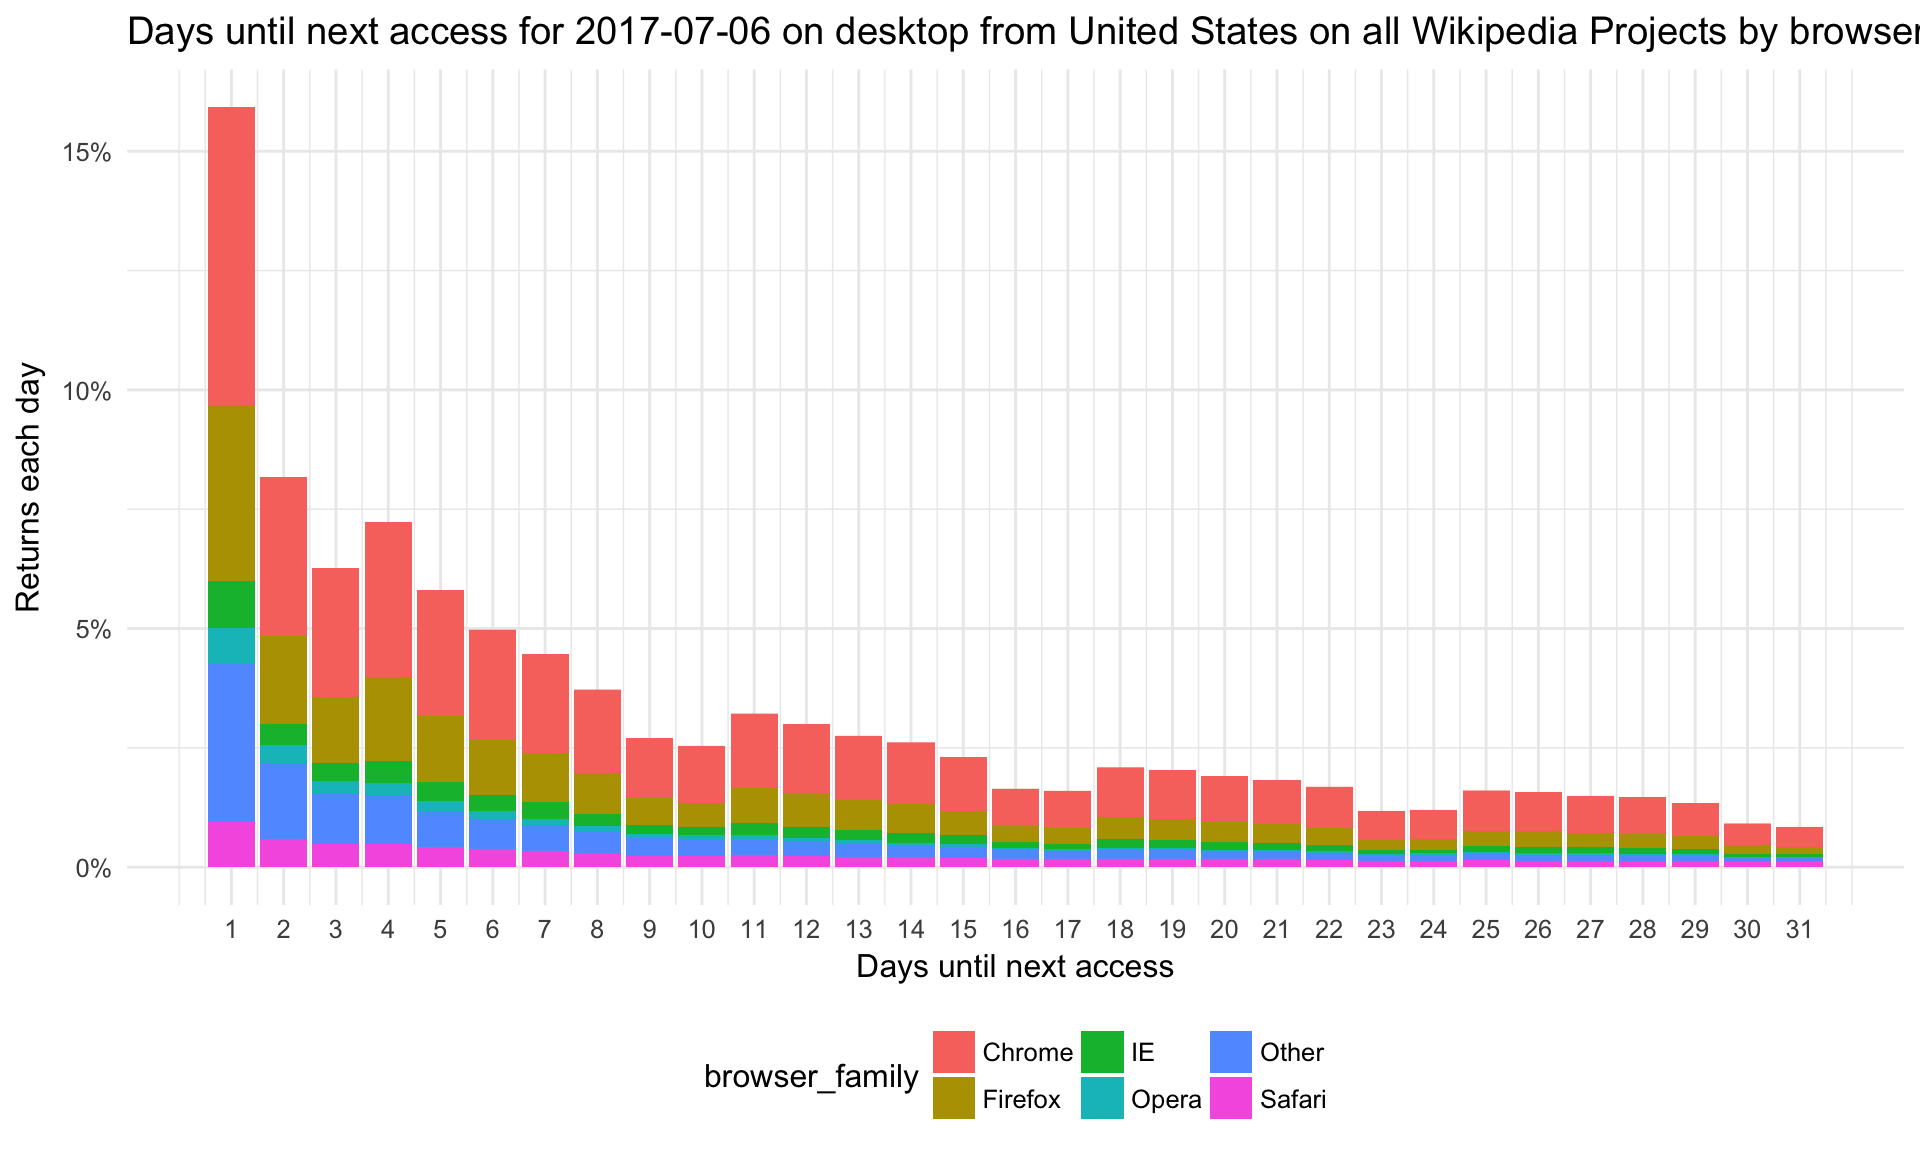 Days until next access for 2017-07-06 on desktop from United States on all Wikipedia Projects by browser
Returns each day
15%
10%
5%
0%
1 2 3 4 5 6 7 8 9 10 11 12 13 14 15 16 17 18 19 20 21 22 23 24 25 26 27 28 29 30 31
Days until next access
browser_family
Chrome IE Other
Firefox Opera Safari